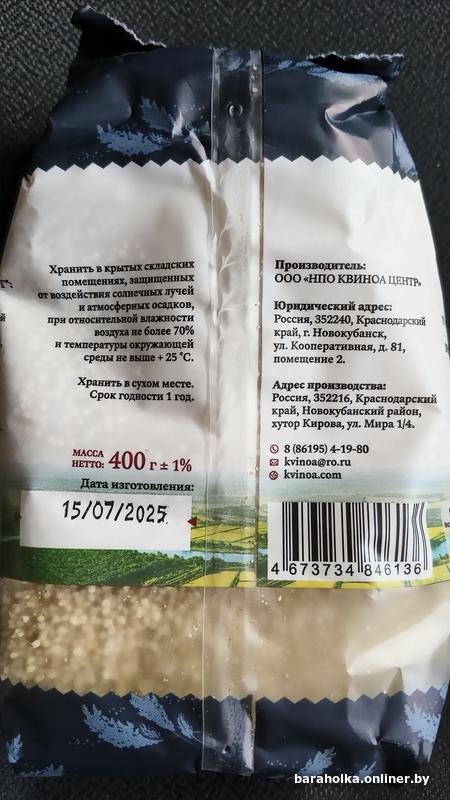 Хранить в крытых складских
помещениях, защищенных
от воздействия солнечных лучей
и атмосферных осадков,
при относительной влажности
воздуха не более 70%
и температуры окружающей
среды не выше + 25 °С.
Хранить в сухом месте.
Срок годности 1 год.
МАССА
НЕТТО: 400 г ± 1%
Дата изготовления:
15/07/2025
Производитель:
ООО «НПО КВИНОА ЦЕНТР»
Юридический адрес:
Россия, 352240, Краснодарский
край, г. Новокубанск,
ул. Кооперативная, д. 81,
помещение 2.
Адрес производства:
Россия, 352216, Краснодарский
край, Новокубанский район,
хутор Кирова, ул. Мира 1/4.
8 (86195) 4-19-80
kvinoa@ro.ru
kvinoa.com
4 673734 846136
baraholka.onliner.by